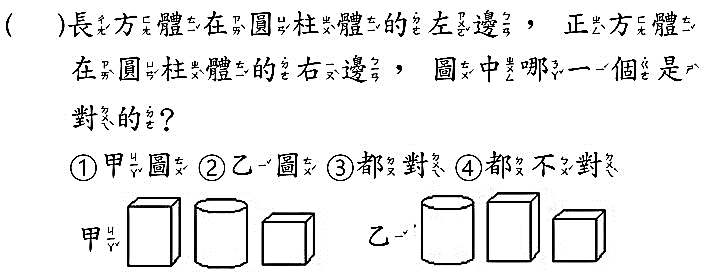 (　)長方體在圓柱體的左邊，正方體
在圓柱體的右邊，圖中哪一個是
對的？
①甲圖 ②乙圖 ③都對 ④都不對
甲 乙